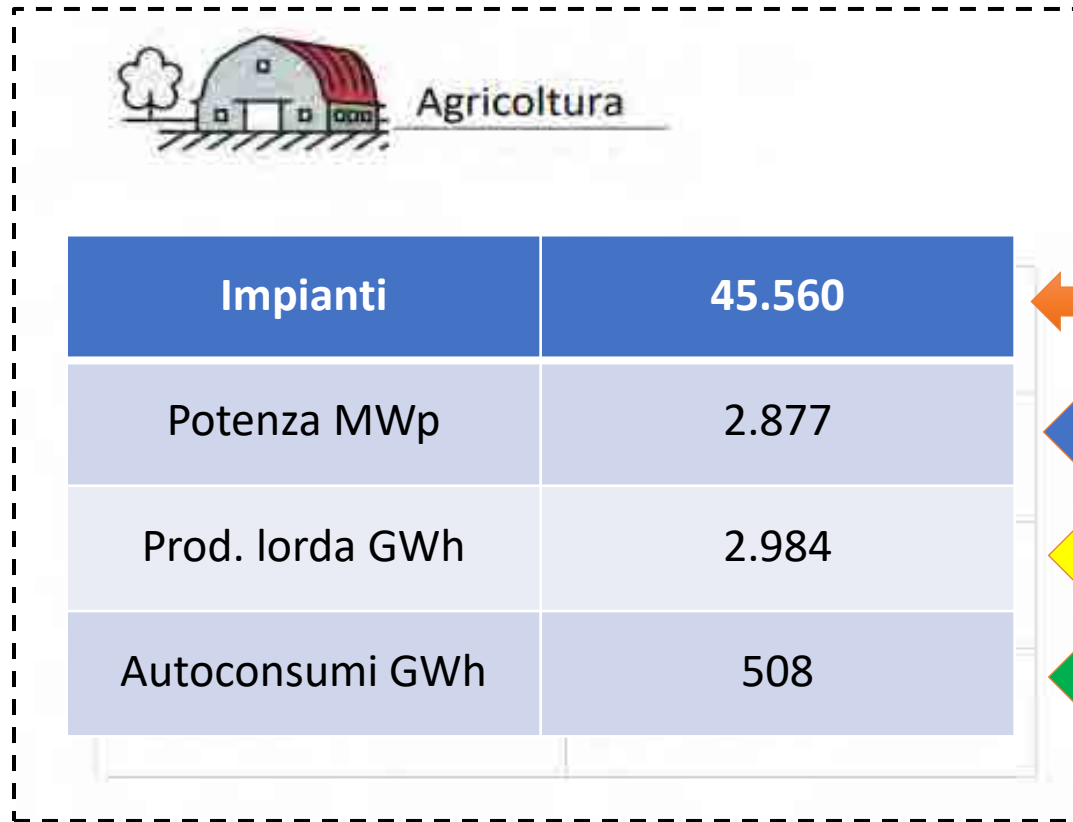 Agricoltura
Impianti 45.560
Potenza MWp 2.877
Prod. lorda GWh 2.984
Autoconsumi GWh 508